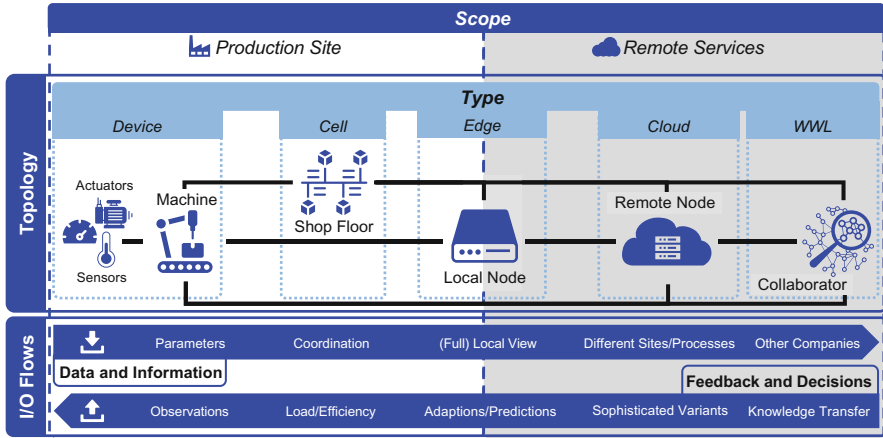 Scope
Production Site
Remote Services
Topology
Type
Device
Cell
Edge
Cloud
WWL
Actuators
Machine
Sensors
Shop Floor
Local Node
Remote Node
Collaborator
I/O Flows
Parameters
Coordination
(Full) Local View
Different Sites/Processes
Other Companies
Data and Information
Feedback and Decisions
Observations
Load/Efficiency
Adaptions/Predictions
Sophisticated Variants
Knowledge Transfer